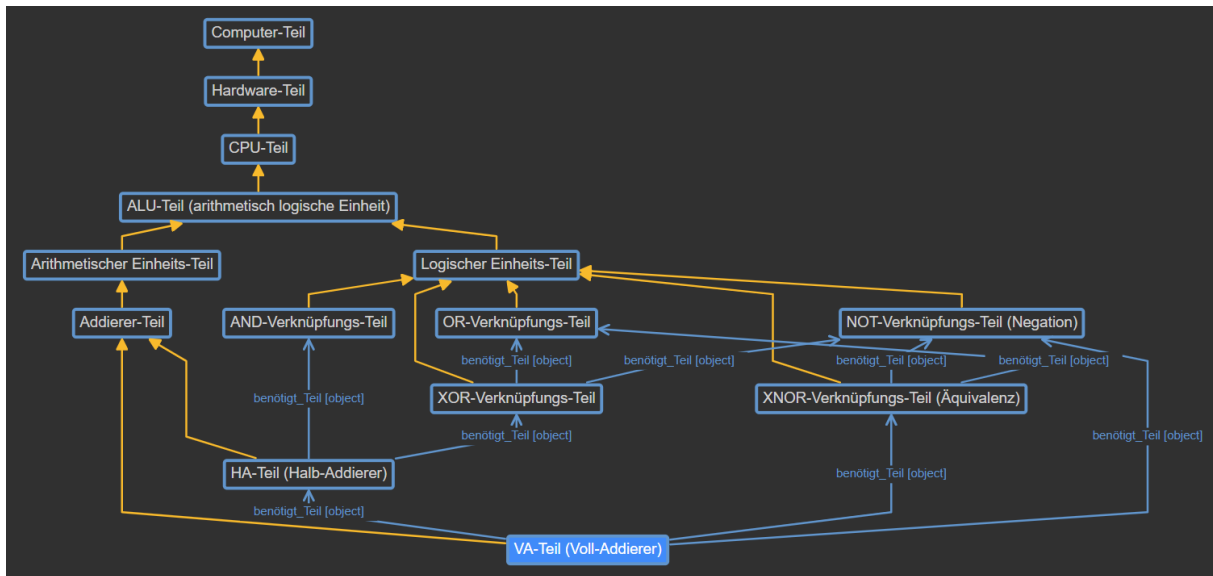 Computer-Teil
Hardware-Teil
CPU-Teil
ALU-Teil (arithmetisch logische Einheit)
Arithmetischer Einheits-Teil
Logischer Einheits-Teil
Addierer-Teil
AND-Verknüpfungs-Teil
OR-Verknüpfungs-Teil
NOT-Verknüpfungs-Teil (Negation)
benötigt_Teil [object]
benötigt_Teil [object]
benötigt_Teil [object]
benötigt_Teil [object]
benötigt_Teil [object]
XOR-Verknüpfungs-Teil
XNOR-Verknüpfungs-Teil (Äquivalenz)
benötigt_Teil [object]
benötigt_Teil [object]
HA-Teil (Halb-Addierer)
benötigt_Teil [object]
benötigt_Teil [object]
VA-Teil (Voll-Addierer)